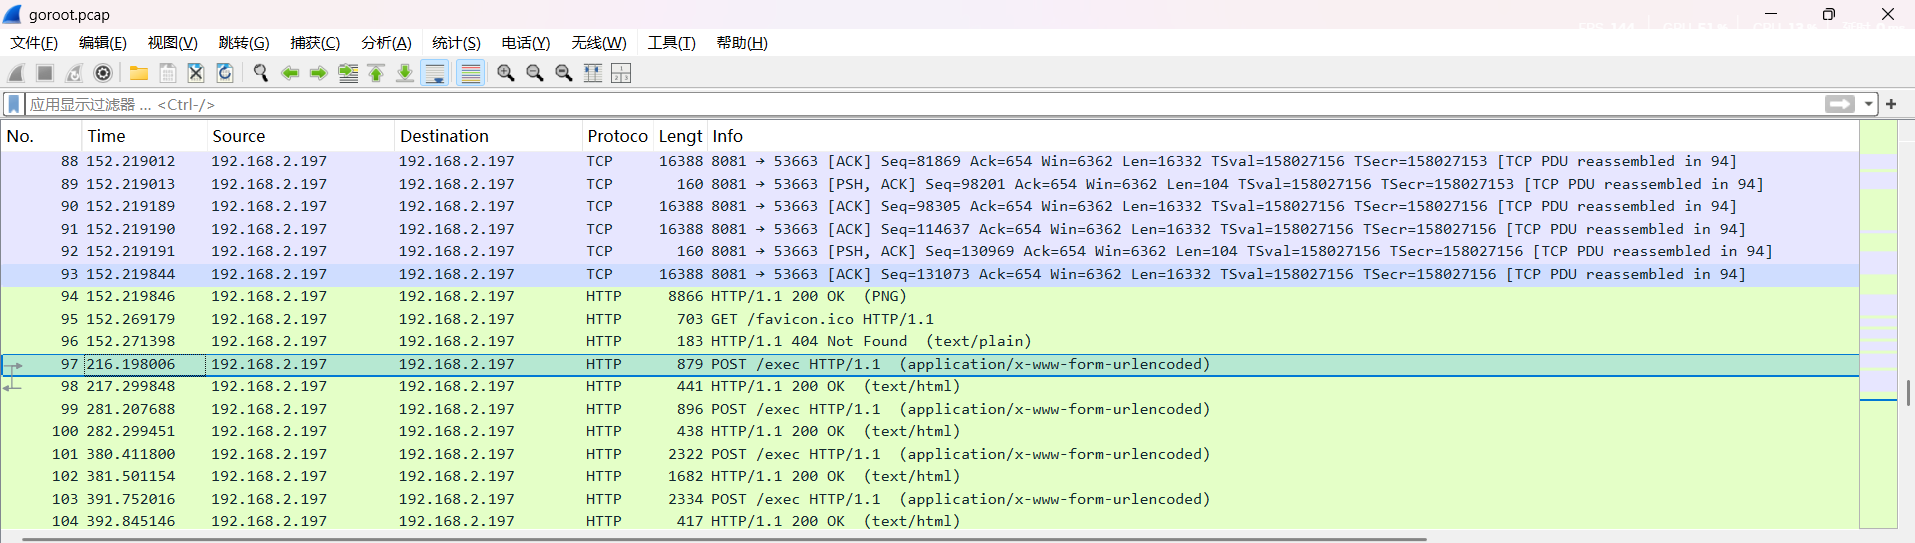 goroot.pcap
文件(F) 编辑(E) 视图(V) 跳转(G) 捕获(C) 分析(A) 统计(S) 电话(Y) 无线(W) 工具(T) 帮助(H)
应用显示过滤器 … <Ctrl-/>
No. Time Source Destination Protoco Lengt Info
88 152.219012 192.168.2.197 192.168.2.197 TCP 16388 8081 → 53663 [ACK] Seq=81869 Ack=654 Win=6362 Len=16332 TSval=158027156 TSecr=158027153 [TCP PDU reassembled in 94]
89 152.219013 192.168.2.197 192.168.2.197 TCP 160 8081 → 53663 [PSH, ACK] Seq=98201 Ack=654 Win=6362 Len=104 TSval=158027156 TSecr=158027153 [TCP PDU reassembled in 94]
90 152.219189 192.168.2.197 192.168.2.197 TCP 16388 8081 → 53663 [ACK] Seq=98305 Ack=654 Win=6362 Len=16332 TSval=158027156 TSecr=158027156 [TCP PDU reassembled in 94]
91 152.219190 192.168.2.197 192.168.2.197 TCP 16388 8081 → 53663 [ACK] Seq=114637 Ack=654 Win=6362 Len=16332 TSval=158027156 TSecr=158027156 [TCP PDU reassembled in 94]
92 152.219191 192.168.2.197 192.168.2.197 TCP 160 8081 → 53663 [PSH, ACK] Seq=130969 Ack=654 Win=6362 Len=104 TSval=158027156 TSecr=158027156 [TCP PDU reassembled in 94]
93 152.219844 192.168.2.197 192.168.2.197 TCP 16388 8081 → 53663 [ACK] Seq=131073 Ack=654 Win=6362 Len=16332 TSval=158027156 TSecr=158027156 [TCP PDU reassembled in 94]
94 152.219846 192.168.2.197 192.168.2.197 HTTP 8866 HTTP/1.1 200 OK (PNG)
95 152.269179 192.168.2.197 192.168.2.197 HTTP 703 GET /favicon.ico HTTP/1.1
96 152.271398 192.168.2.197 192.168.2.197 HTTP 183 HTTP/1.1 404 Not Found (text/plain)
97 216.198006 192.168.2.197 192.168.2.197 HTTP 879 POST /exec HTTP/1.1 (application/x-www-form-urlencoded)
98 217.299848 192.168.2.197 192.168.2.197 HTTP 441 HTTP/1.1 200 OK (text/html)
99 281.207688 192.168.2.197 192.168.2.197 HTTP 896 POST /exec HTTP/1.1 (application/x-www-form-urlencoded)
100 282.299451 192.168.2.197 192.168.2.197 HTTP 438 HTTP/1.1 200 OK (text/html)
101 380.411800 192.168.2.197 192.168.2.197 HTTP 2322 POST /exec HTTP/1.1 (application/x-www-form-urlencoded)
102 381.501154 192.168.2.197 192.168.2.197 HTTP 1682 HTTP/1.1 200 OK (text/html)
103 391.752016 192.168.2.197 192.168.2.197 HTTP 2334 POST /exec HTTP/1.1 (application/x-www-form-urlencoded)
104 392.845146 192.168.2.197 192.168.2.197 HTTP 417 HTTP/1.1 200 OK (text/html)